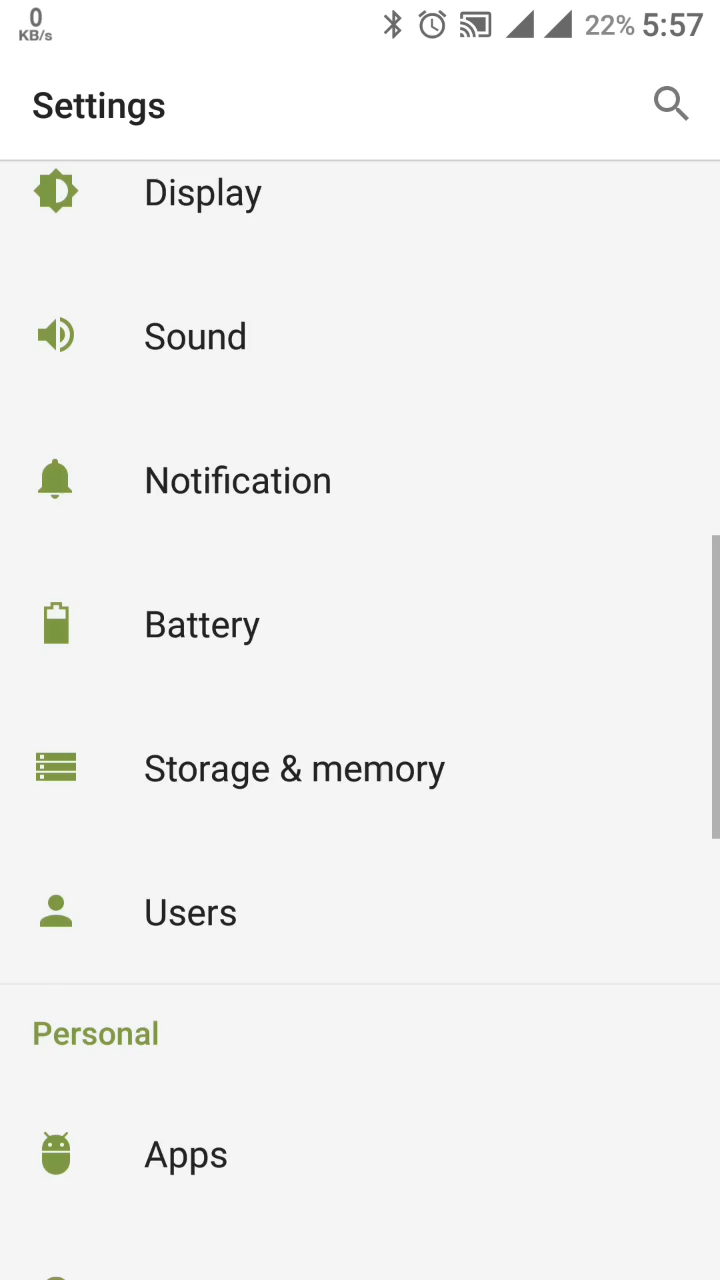 0
KB/s
22% 5:57
Settings
Display
Sound
Notification
Battery
Storage & memory
Users
Personal
Apps